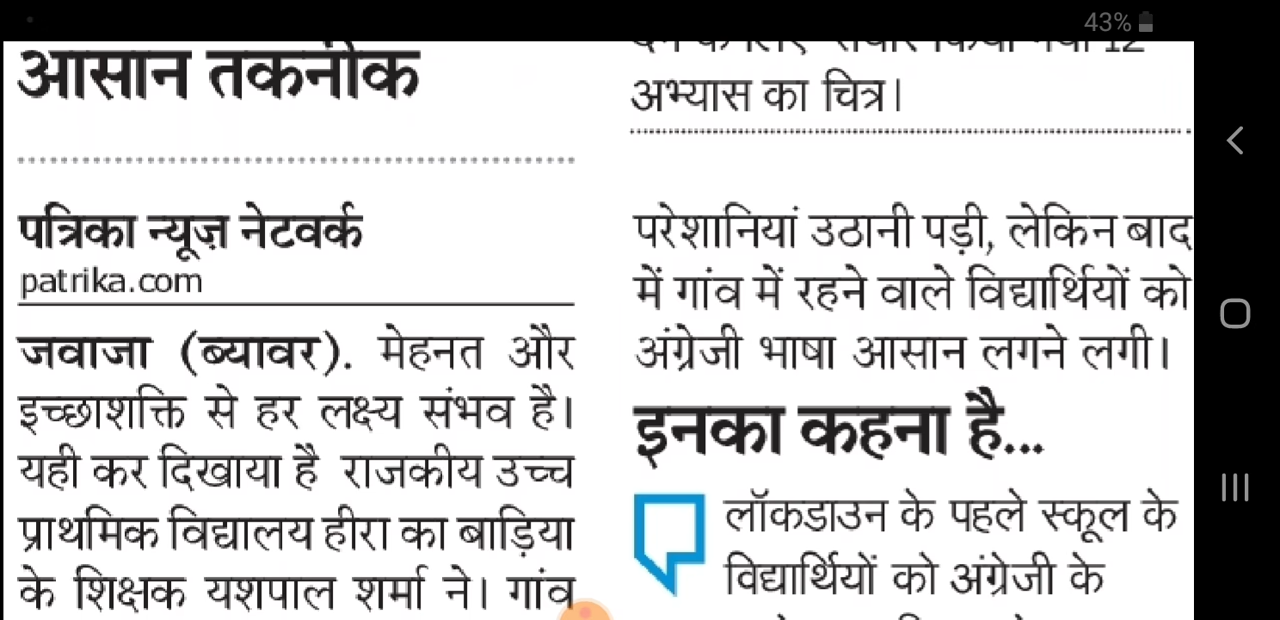 43%
आसान तकनीक
पत्रिका न्यूज़ नेटवर्क
patrika.com
जवाजा (ब्यावर). मेहनत और
इच्छाशक्ति से हर लक्ष्य संभव है।
यही कर दिखाया है राजकीय उच्च
प्राथमिक विद्यालय हीरा का बाड़िया
के शिक्षक यशपाल शर्मा ने। गांव
अभ्यास का चित्र।
परेशानियां उठानी पड़ी, लेकिन बाद
में गांव में रहने वाले विद्यार्थियों को
अंग्रेजी भाषा आसान लगने लगी।
इनका कहना है...
लॉकडाउन के पहले स्कूल के
विद्यार्थियों को अंग्रेजी के